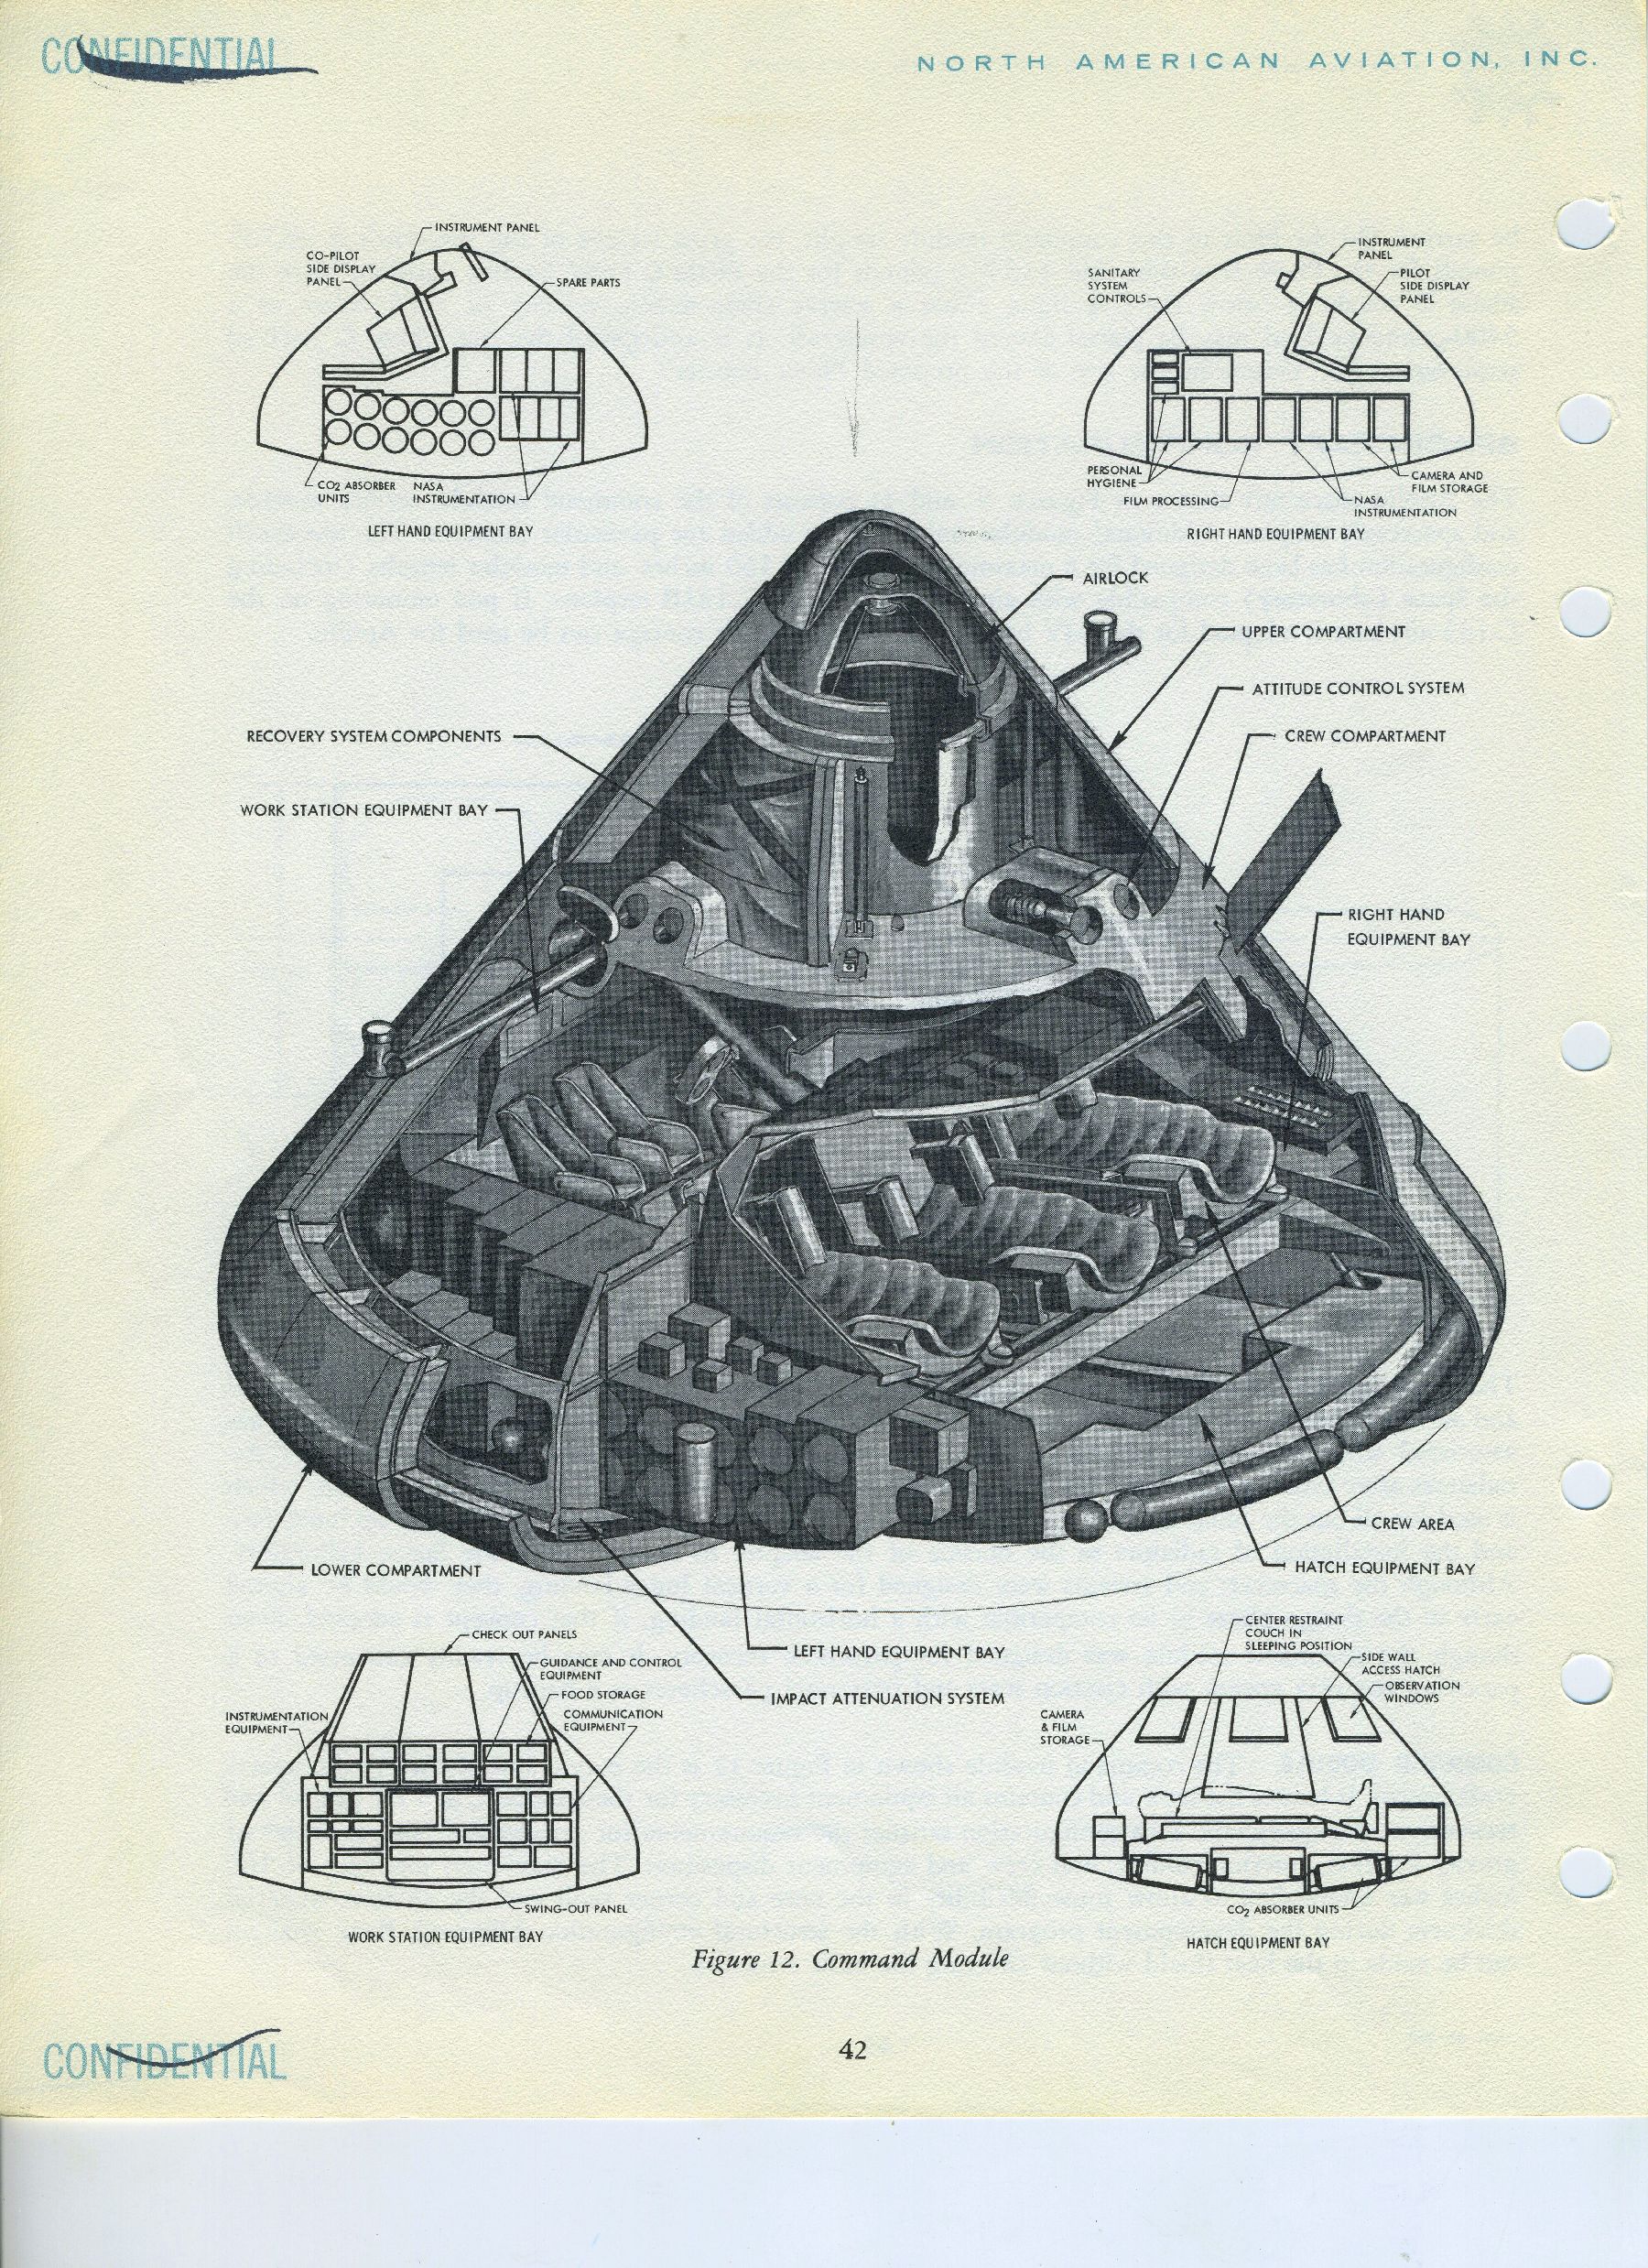 CONFIDENTIAL
NORTH AMERICAN AVIATION, INC.
INSTRUMENT PANEL
CO-PILOT
SIDE DISPLAY
PANEL
SPARE PARTS
CO2 ABSORBER
UNITS
NASA
INSTRUMENTATION
LEFT HAND EQUIPMENT BAY
INSTRUMENT
PANEL
SANITARY
SYSTEM
CONTROLS
PILOT
SIDE DISPLAY
PANEL
PERSONAL
HYGIENE
FILM PROCESSING
CAMERA AND
FILM STORAGE
NASA
INSTRUMENTATION
RIGHT HAND EQUIPMENT BAY
AIRLOCK
UPPER COMPARTMENT
ATTITUDE CONTROL SYSTEM
RECOVERY SYSTEM COMPONENTS
CREW COMPARTMENT
WORK STATION EQUIPMENT BAY
RIGHT HAND
EQUIPMENT BAY
CREW AREA
LOWER COMPARTMENT
HATCH EQUIPMENT BAY
LEFT HAND EQUIPMENT BAY
IMPACT ATTENUATION SYSTEM
CHECK OUT PANELS
GUIDANCE AND CONTROL
EQUIPMENT
FOOD STORAGE
INSTRUMENTATION
EQUIPMENT
COMMUNICATION
EQUIPMENT
SWING-OUT PANEL
WORK STATION EQUIPMENT BAY
CENTER RESTRAINT
COUCH IN
SLEEPING POSITION
SIDE WALL
ACCESS HATCH
OBSERVATION
WINDOWS
CAMERA
& FILM
STORAGE
CO2 ABSORBER UNITS
HATCH EQUIPMENT BAY
Figure 12. Command Module
42
CONFIDENTIAL